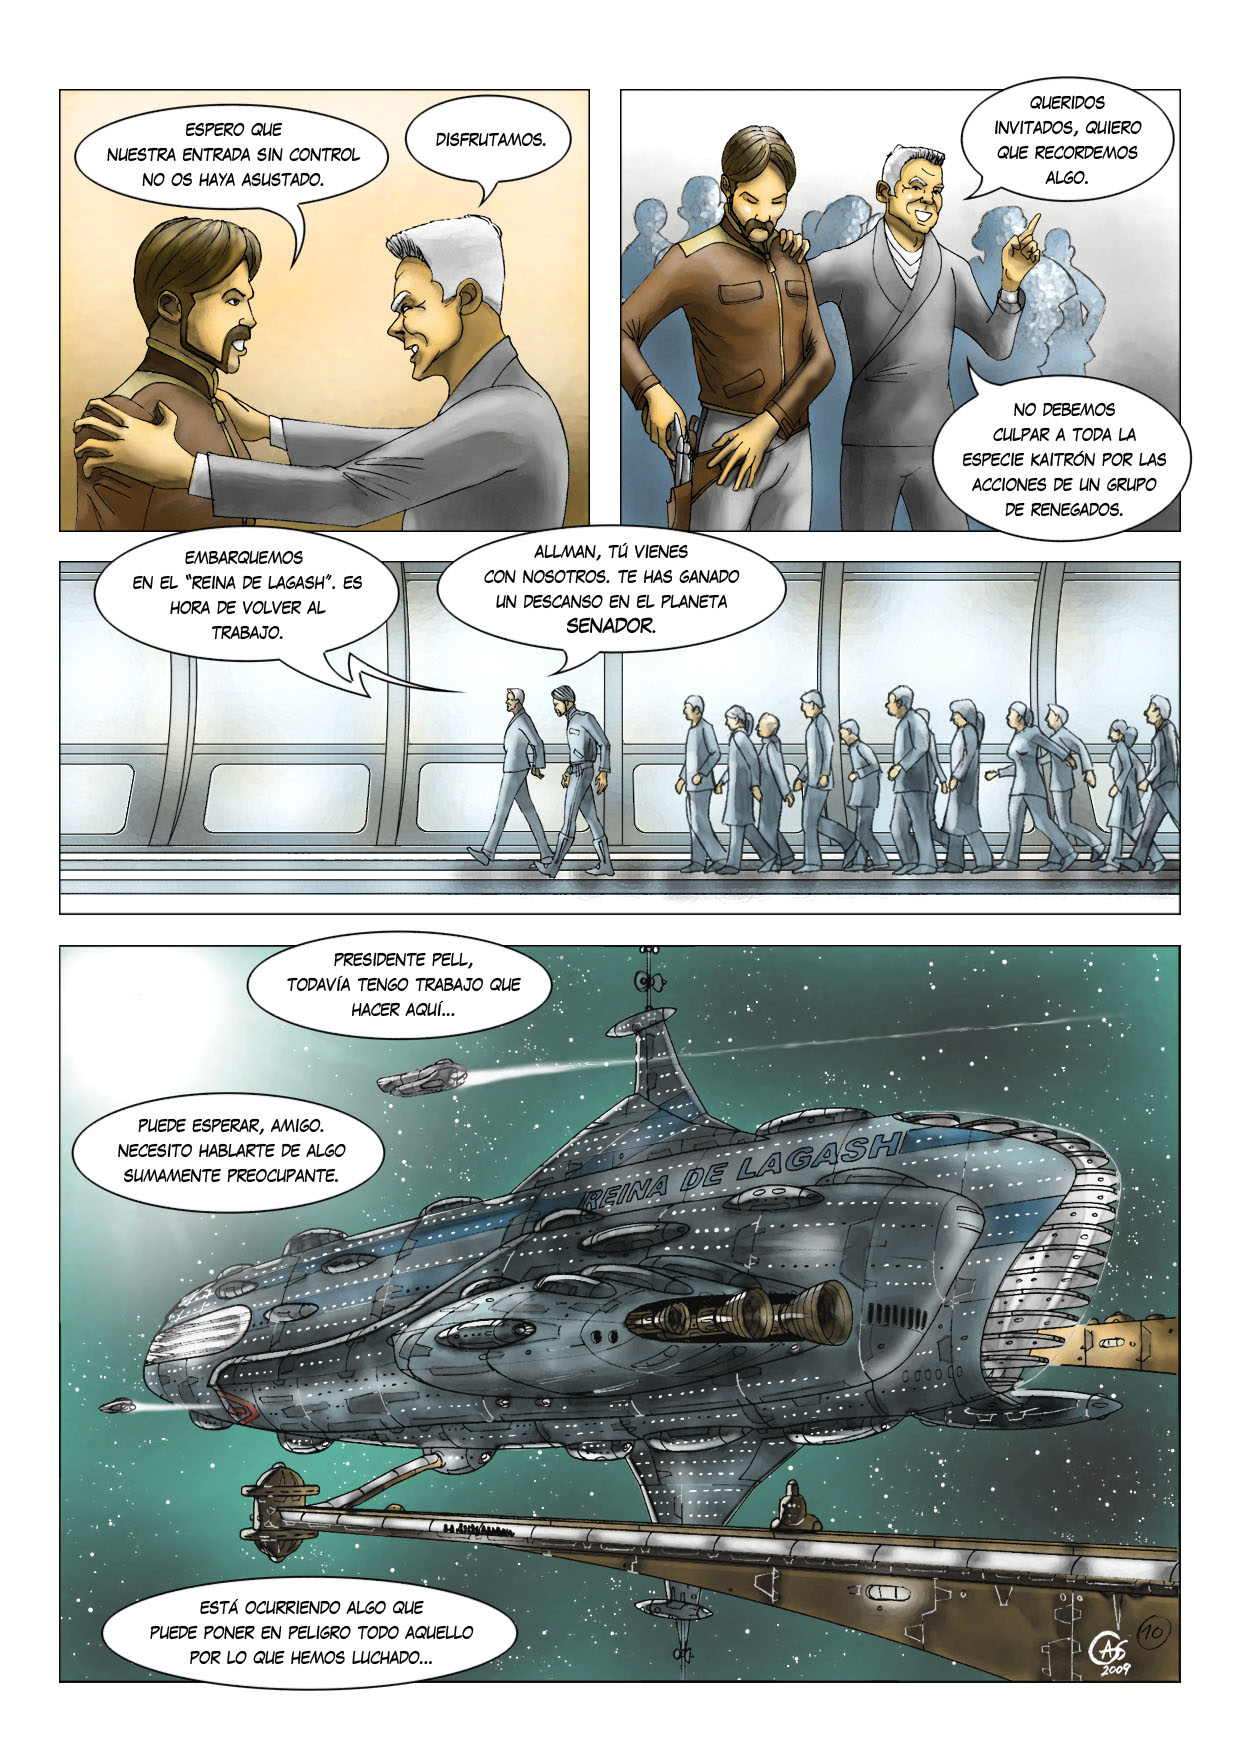 ESPERO QUE
NUESTRA ENTRADA SIN CONTROL
NO OS HAYA ASUSTADO.
DISFRUTAMOS.
QUERIDOS
INVITADOS, QUIERO
QUE RECORDEMOS
ALGO.
NO DEBEMOS
CULPAR A TODA LA
ESPECIE KAITRÓN POR LAS
ACCIONES DE UN GRUPO
DE RENEGADOS.
EMBARQUEMOS
EN EL "REINA DE LAGASH". ES
HORA DE VOLVER AL
TRABAJO.
ALLMAN, TÚ VIENES
CON NOSOTROS. TE HAS GANADO
UN DESCANSO EN EL PLANETA
SENADOR.
PRESIDENTE PELL,
TODAVÍA TENGO TRABAJO QUE
HACER AQUÍ...
PUEDE ESPERAR, AMIGO.
NECESITO HABLARTE DE ALGO
SUMAMENTE PREOCUPANTE.
REINA DE LAGASH
ESTÁ OCURRIENDO ALGO QUE
PUEDE PONER EN PELIGRO TODO AQUELLO
POR LO QUE HEMOS LUCHADO...
10
2009